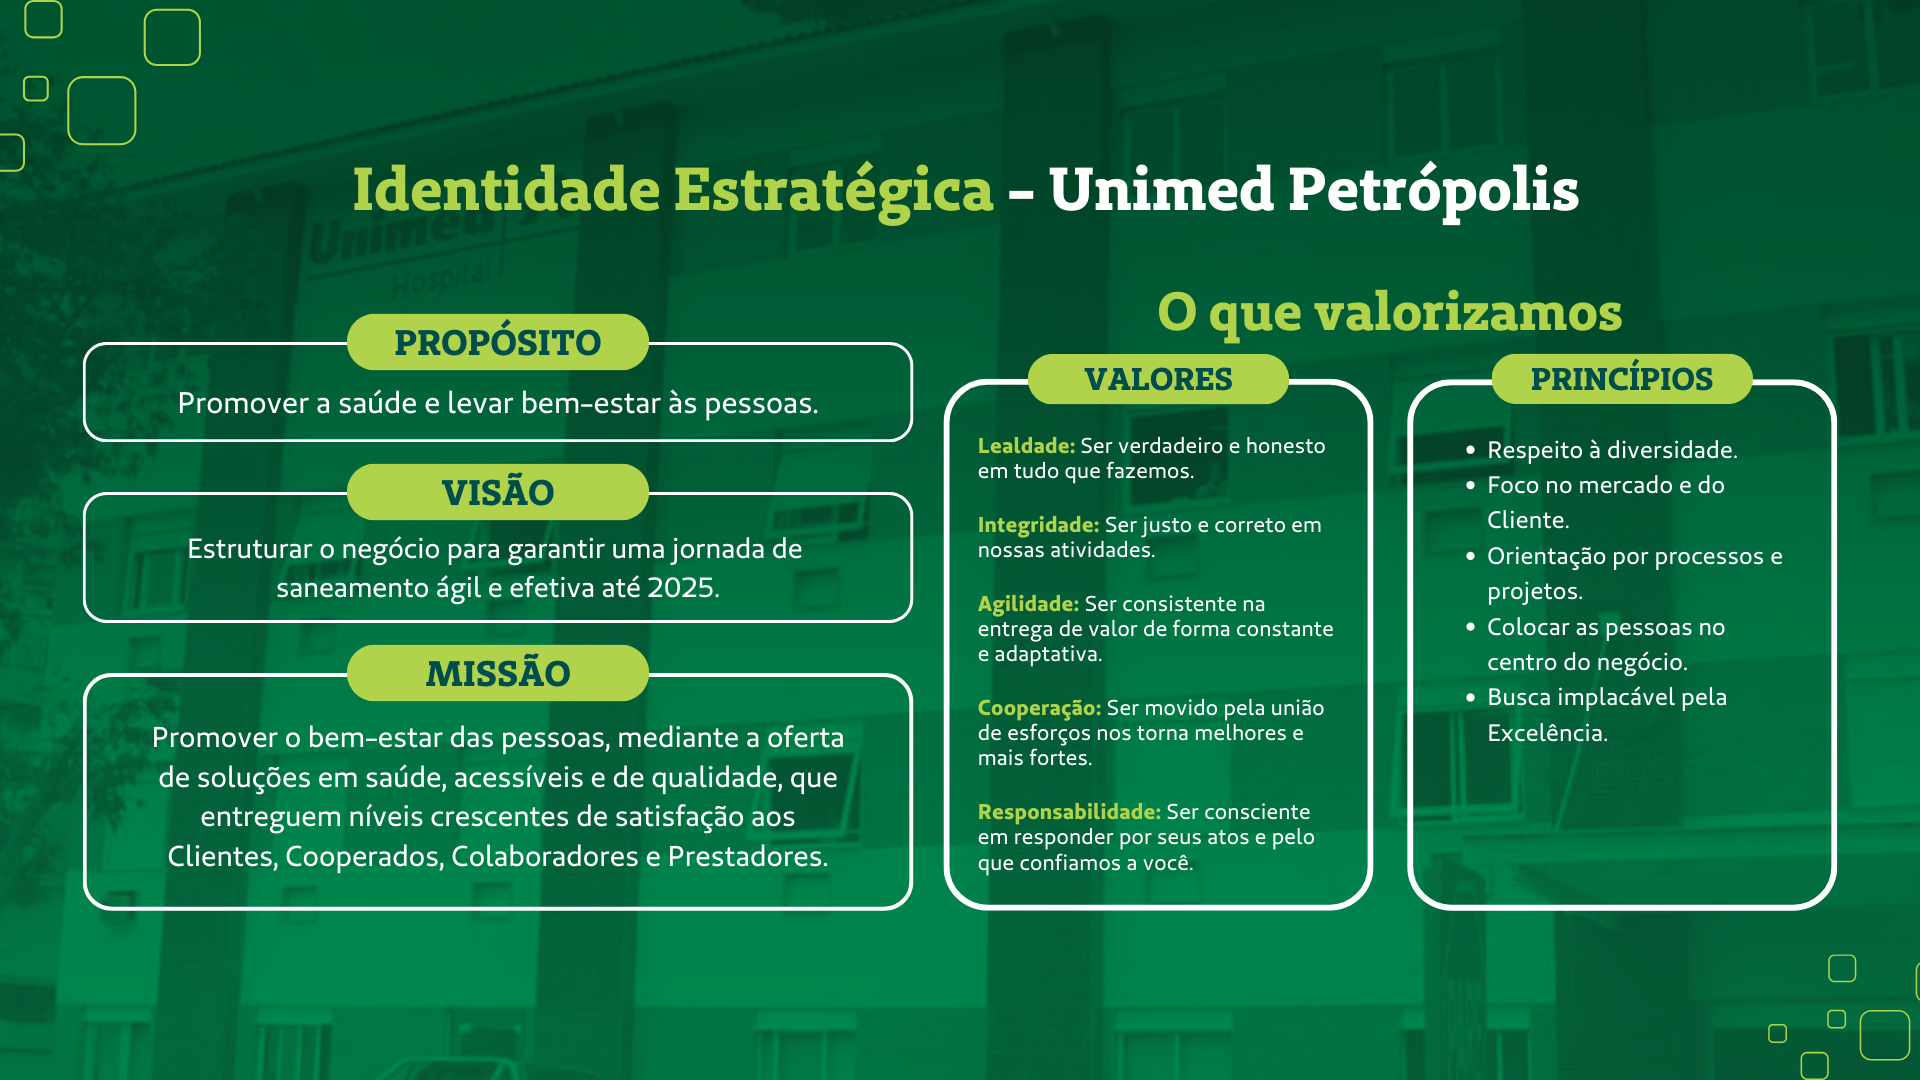 Identidade Estratégica – Unimed Petrópolis
Unimed
Hospital
PROPÓSITO
Promover a saúde e levar bem-estar às pessoas.
VISÃO
Estruturar o negócio para garantir uma jornada de
saneamento ágil e efetiva até 2025.
MISSÃO
Promover o bem-estar das pessoas, mediante a oferta
de soluções em saúde, acessíveis e de qualidade, que
entreguem níveis crescentes de satisfação aos
Clientes, Cooperados, Colaboradores e Prestadores.
O que valorizamos
VALORES
Lealdade: Ser verdadeiro e honesto
em tudo que fazemos.
Integridade: Ser justo e correto em
nossas atividades.
Agilidade: Ser consistente na
entrega de valor de forma constante
e adaptativa.
Cooperação: Ser movido pela união
de esforços nos torna melhores e
mais fortes.
Responsabilidade: Ser consciente
em responder por seus atos e pelo
que confiamos a você.
PRINCÍPIOS
• Respeito à diversidade.
• Foco no mercado e do
Cliente.
• Orientação por processos e
projetos.
• Colocar as pessoas no
centro do negócio.
• Busca implacável pela
Excelência.